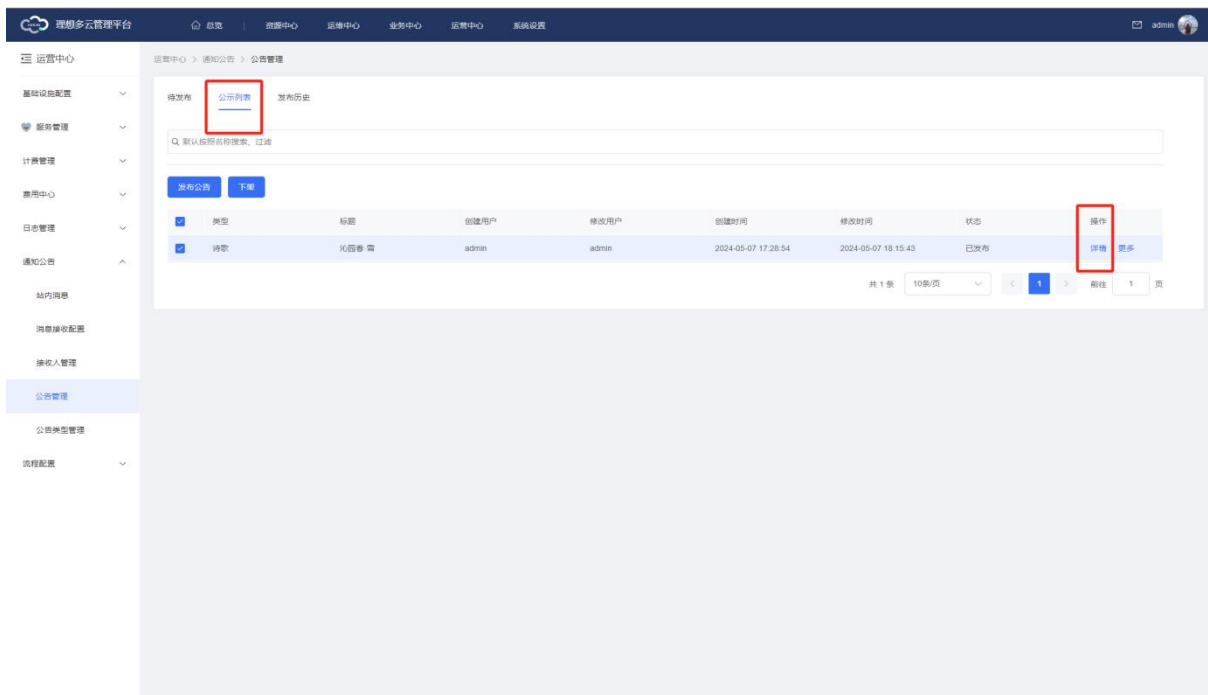 理想多云管理平台 总览 | 资源中心 运维中心 业务中心 运营中心 系统设置 admin
运营中心
运营中心 > 通知公告 > 公告管理
基础设施配置
服务管理
计费管理
费用中心
日志管理
通知公告
站内消息
消息接收配置
接收人管理
公告管理
公告类型管理
流程配置
待发布 公示列表 发布历史
默认按照名称搜索、过滤
发布公告 下架
类型 标题 创建用户 修改用户 创建时间 修改时间 状态 操作
诗歌 沁园春·雪 admin admin 2024-05-07 17:28:54 2024-05-07 18:15:43 已发布 详情 更多
共 1 条 10条/页 < 1 > 前往 1 页